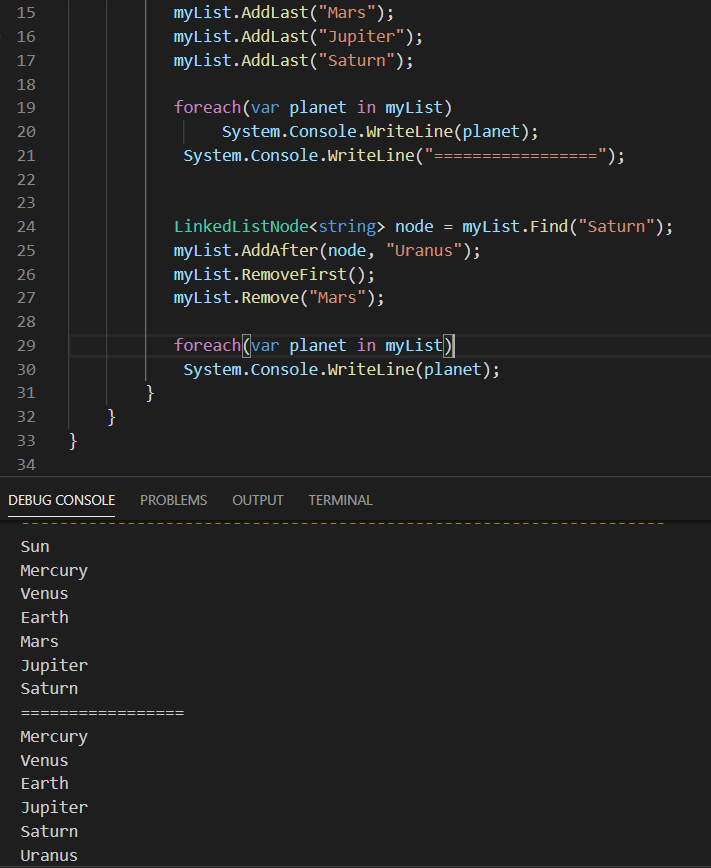 15 myList.AddLast("Mars");
16 myList.AddLast("Jupiter");
17 myList.AddLast("Saturn");
18
19 foreach(var planet in myList)
20 System.Console.WriteLine(planet);
21 System.Console.WriteLine("=================");
22
23
24 LinkedListNode<string> node = myList.Find("Saturn");
25 myList.AddAfter(node, "Uranus");
26 myList.RemoveFirst();
27 myList.Remove("Mars");
28
29 foreach(var planet in myList)
30 System.Console.WriteLine(planet);
31 }
32 }
33 }
34
DEBUG CONSOLE PROBLEMS OUTPUT TERMINAL
-------------------------------------------------------------------
Sun
Mercury
Venus
Earth
Mars
Jupiter
Saturn
=================
Mercury
Venus
Earth
Jupiter
Saturn
Uranus